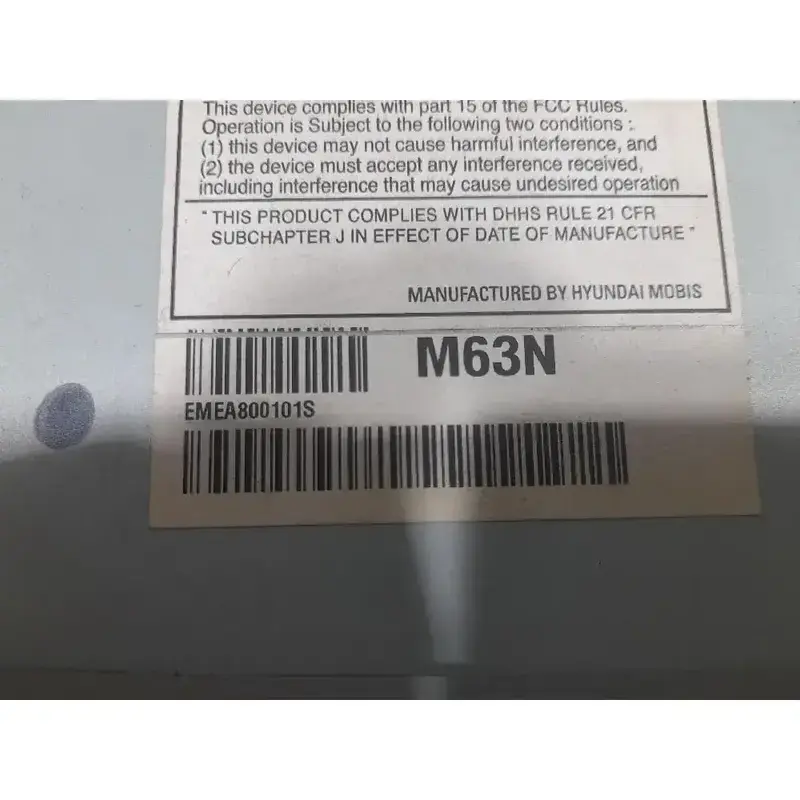 This device complies with part 15 of the FCC Rules.
Operation is Subject to the following two conditions :
(1) this device may not cause harmful interference, and
(2) the device must accept any interference received,
including interference that may cause undesired operation
" THIS PRODUCT COMPLIES WITH DHHS RULE 21 CFR
SUBCHAPTER J IN EFFECT OF DATE OF MANUFACTURE "
MANUFACTURED BY HYUNDAI MOBIS
M63N
EMEA800101S